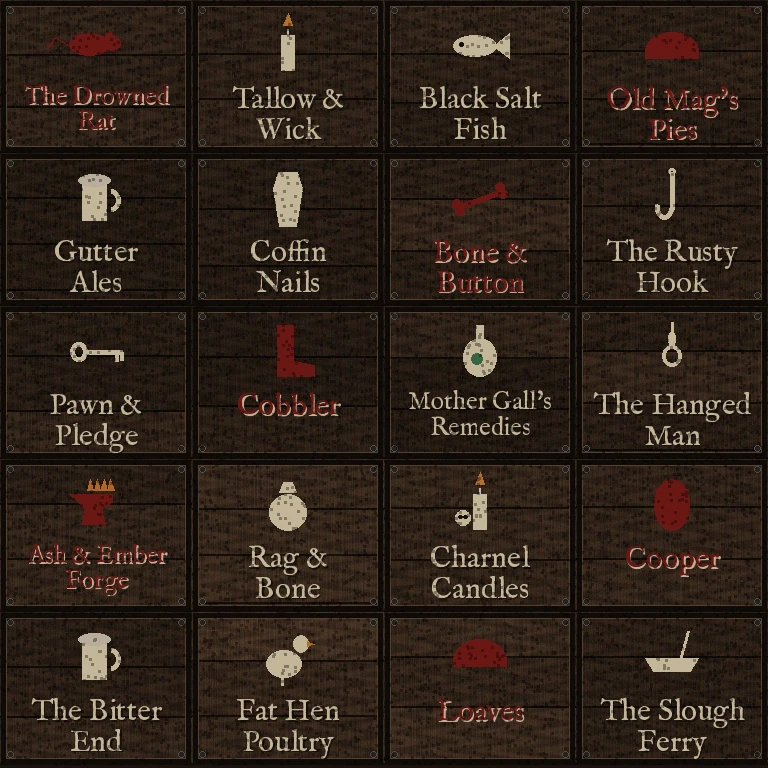 The Drowned
Rat
Tallow &
Wick
Black Salt
Fish
Old Mag's
Pies
Gutter
Ales
Coffin
Nails
Bone &
Button
The Rusty
Hook
Pawn &
Pledge
Cobbler
Mother Gall's
Remedies
The Hanged
Man
Ash & Ember
Forge
Rag &
Bone
Charnel
Candles
Cooper
The Bitter
End
Fat Hen
Poultry
Loaves
The Slough
Ferry